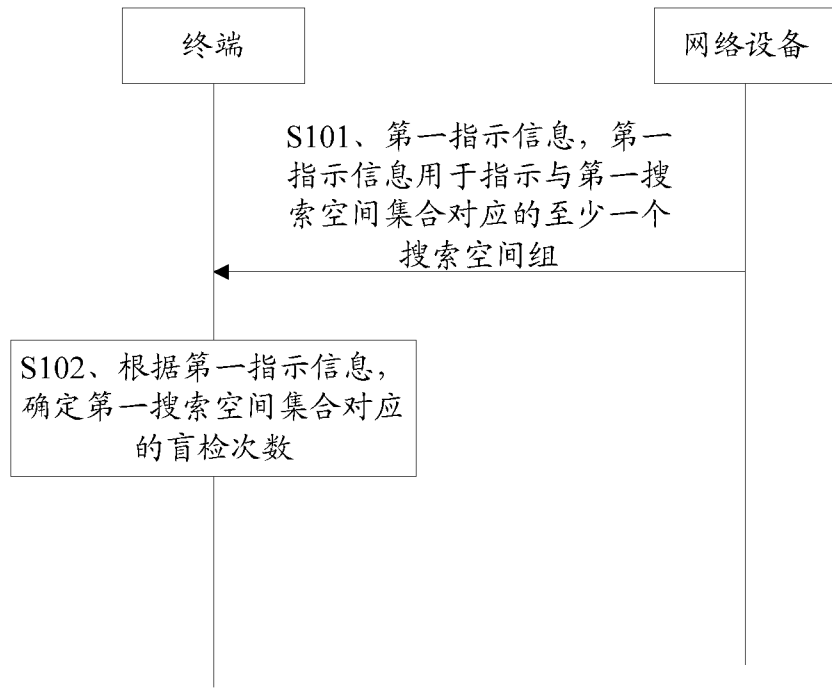 终端
网络设备
S101、第一指示信息，第一
指示信息用于指示与第一搜
索空间集合对应的至少一个
搜索空间组
S102、根据第一指示信息，
确定第一搜索空间集合对应
的盲检次数